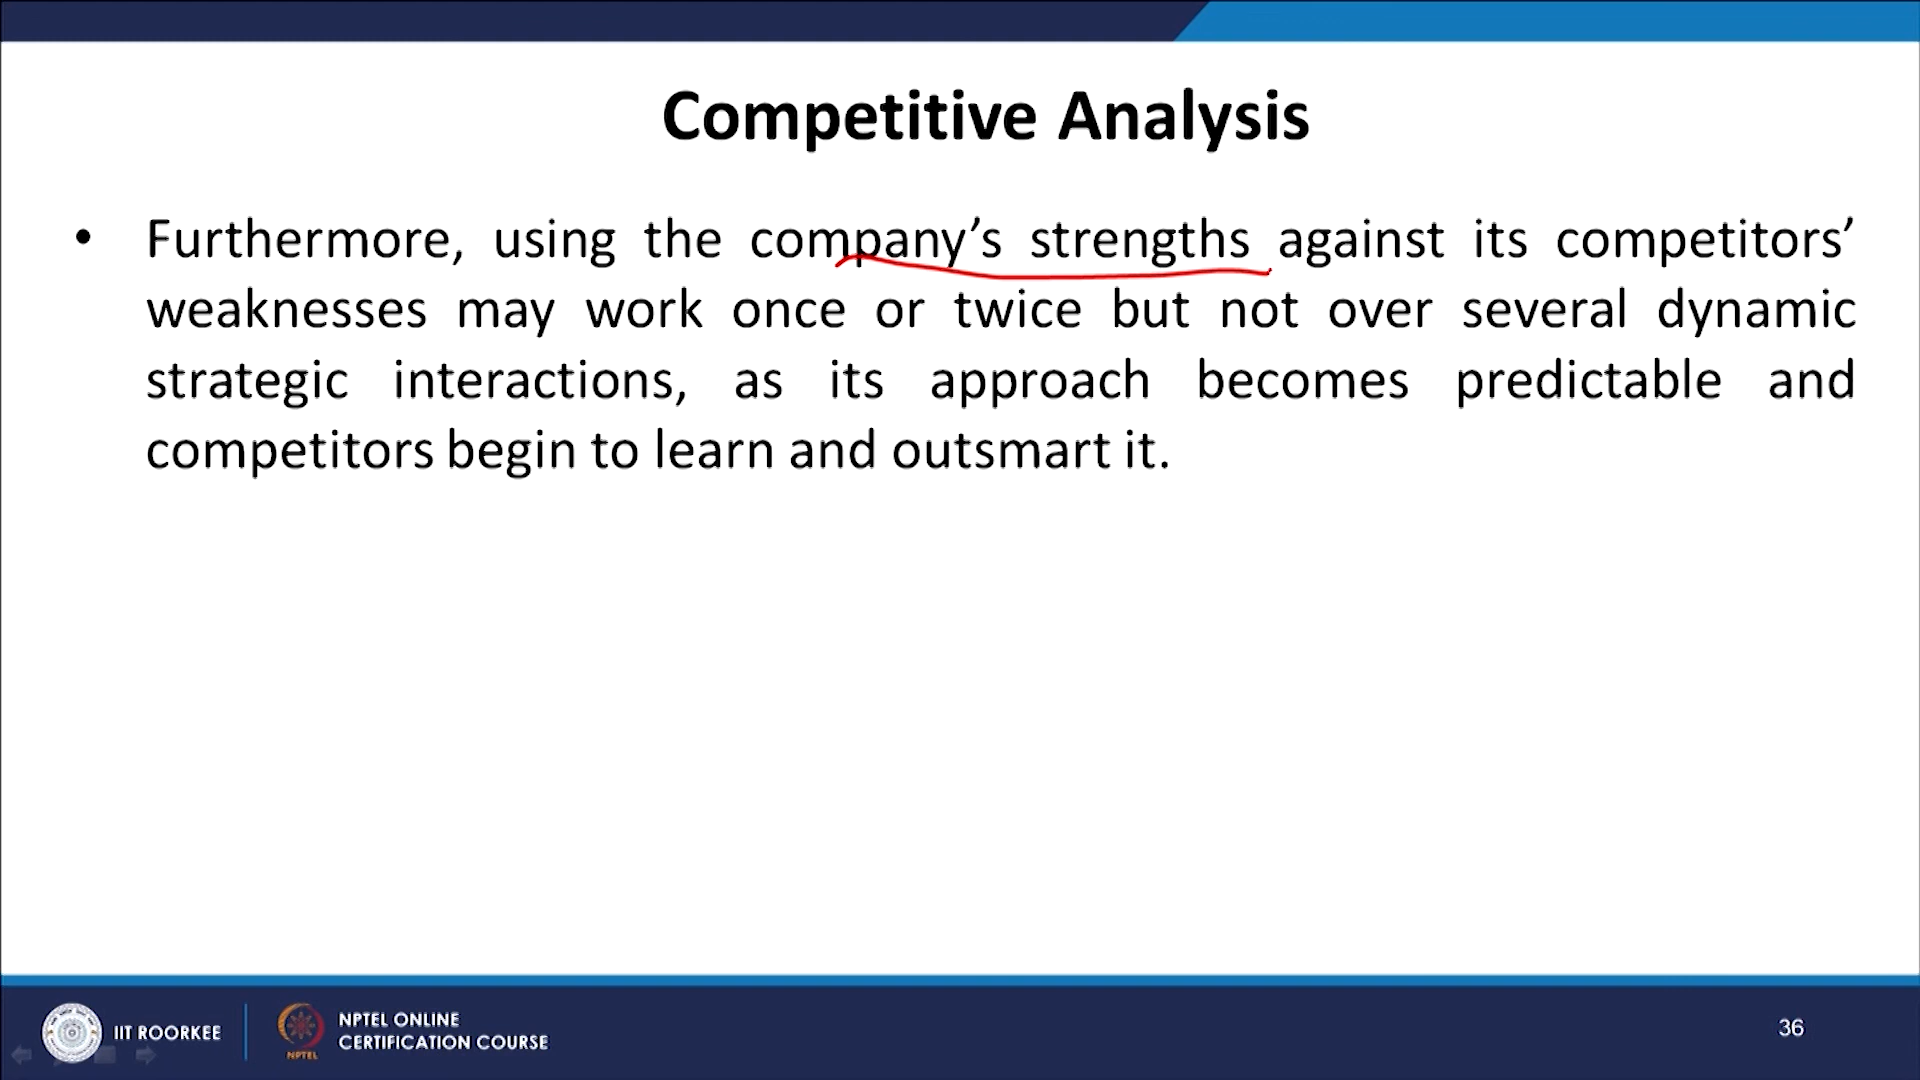 Competitive Analysis
• Furthermore, using the company’s strengths against its competitors’
weaknesses may work once or twice but not over several dynamic
strategic interactions, as its approach becomes predictable and
competitors begin to learn and outsmart it.
IIT ROORKEE
NPTEL
NPTEL ONLINE
CERTIFICATION COURSE
36